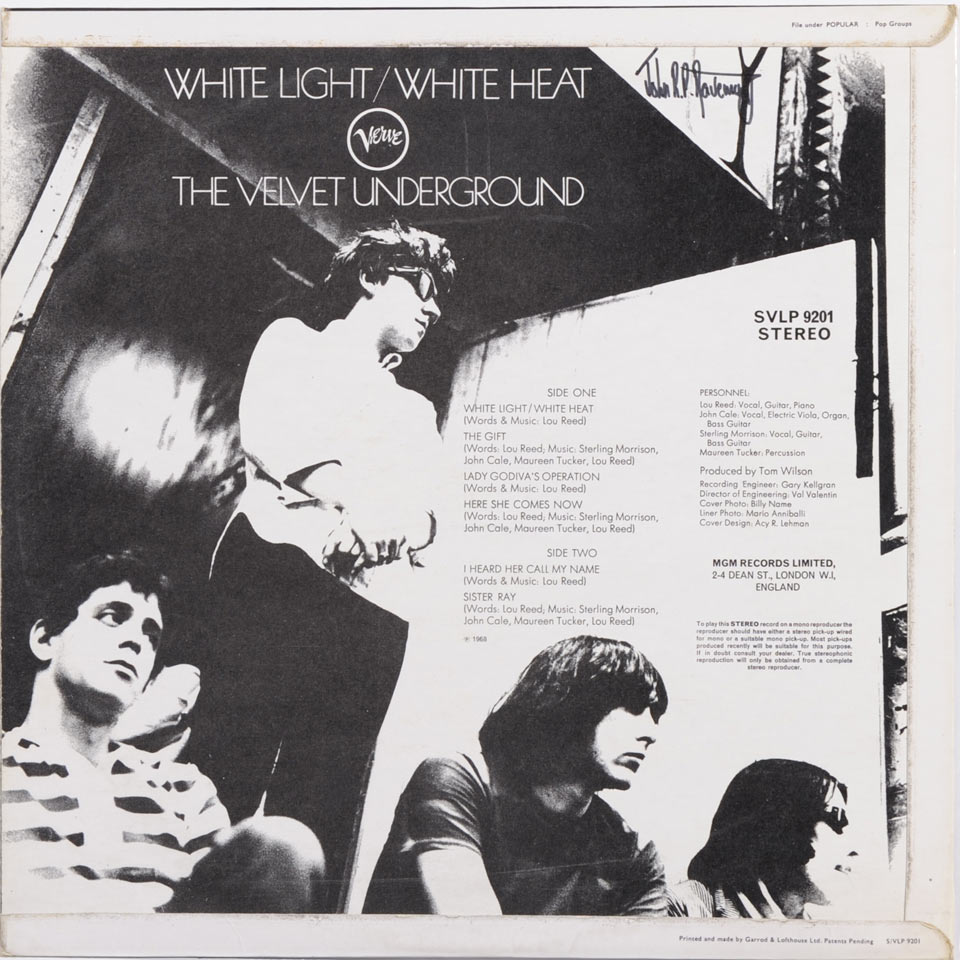 File under POPULAR : Pop Groups
WHITE LIGHT/WHITE HEAT
Verve
THE VELVET UNDERGROUND
John R.P.
SVLP 9201
STEREO
SIDE ONE
WHITE LIGHT/WHITE HEAT
(Words & Music: Lou Reed)
THE GIFT
(Words: Lou Reed; Music: Sterling Morrison,
John Cale, Maureen Tucker, Lou Reed)
LADY GODIVA'S OPERATION
(Words & Music: Lou Reed)
HERE SHE COMES NOW
(Words: Lou Reed; Music: Sterling Morrison,
John Cale, Maureen Tucker, Lou Reed)
SIDE TWO
I HEARD HER CALL MY NAME
(Words & Music: Lou Reed)
SISTER RAY
(Words: Lou Reed; Music: Sterling Morrison,
John Cale, Maureen Tucker, Lou Reed)
℗ 1968
PERSONNEL:
Lou Reed: Vocal, Guitar, Piano
John Cale: Vocal, Electric Viola, Organ,
Bass Guitar
Sterling Morrison: Vocal, Guitar,
Bass Guitar
Maureen Tucker: Percussion
Produced by Tom Wilson
Recording Engineer: Gary Kellgran
Director of Engineering: Val Valentin
Cover Photo: Billy Name
Liner Photo: Mario Anniballi
Cover Design: Acy R. Lehman
MGM RECORDS LIMITED,
2-4 DEAN ST., LONDON W.I,
ENGLAND
To play this STEREO record on a mono reproducer the
reproducer should have either a stereo pick-up wired
for mono or a suitable mono pick-up. Most pick-ups
produced recently will be suitable for this purpose.
If in doubt consult your dealer. True stereophonic
reproduction will only be obtained from a complete
stereo reproducer.
Printed and made by Garrod & Lofthouse Ltd: Patents Pending S/VLP 9201